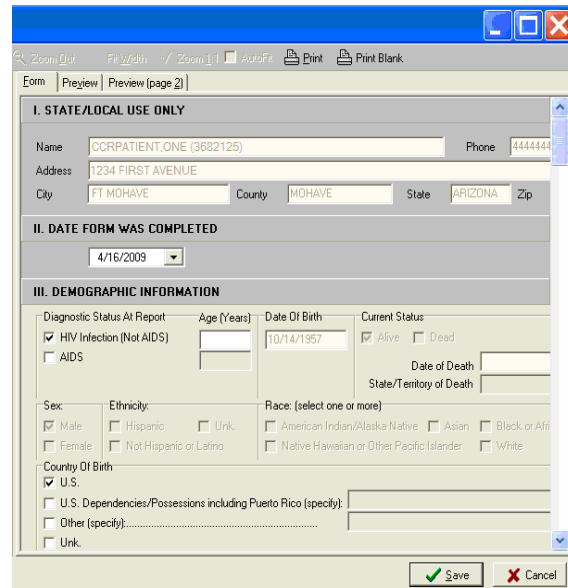 Zoom Out Fit Width Zoom 1:1 AutoFit Print Print Blank
Form Preview Preview (page 2)
I. STATE/LOCAL USE ONLY
Name CCRPATIENT,ONE (3682125) Phone 4444444
Address 1234 FIRST AVENUE
City FT MOHAVE County MOHAVE State ARIZONA Zip
II. DATE FORM WAS COMPLETED
4/16/2009
III. DEMOGRAPHIC INFORMATION
Diagnostic Status At Report Age (Years) Date Of Birth Current Status
HIV Infection (Not AIDS) 10/14/1957 Alive Dead
AIDS Date of Death
State/Territory of Death
Sex: Ethnicity: Race: (select one or more)
Male Hispanic Unk. American Indian/Alaska Native Asian Black or Afri
Female Not Hispanic or Latino Native Hawaiian or Other Pacific Islander White
Country Of Birth
U.S.
U.S. Dependencies/Possessions including Puerto Rico (specify):
Other (specify):................................................................
Unk.
Save Cancel